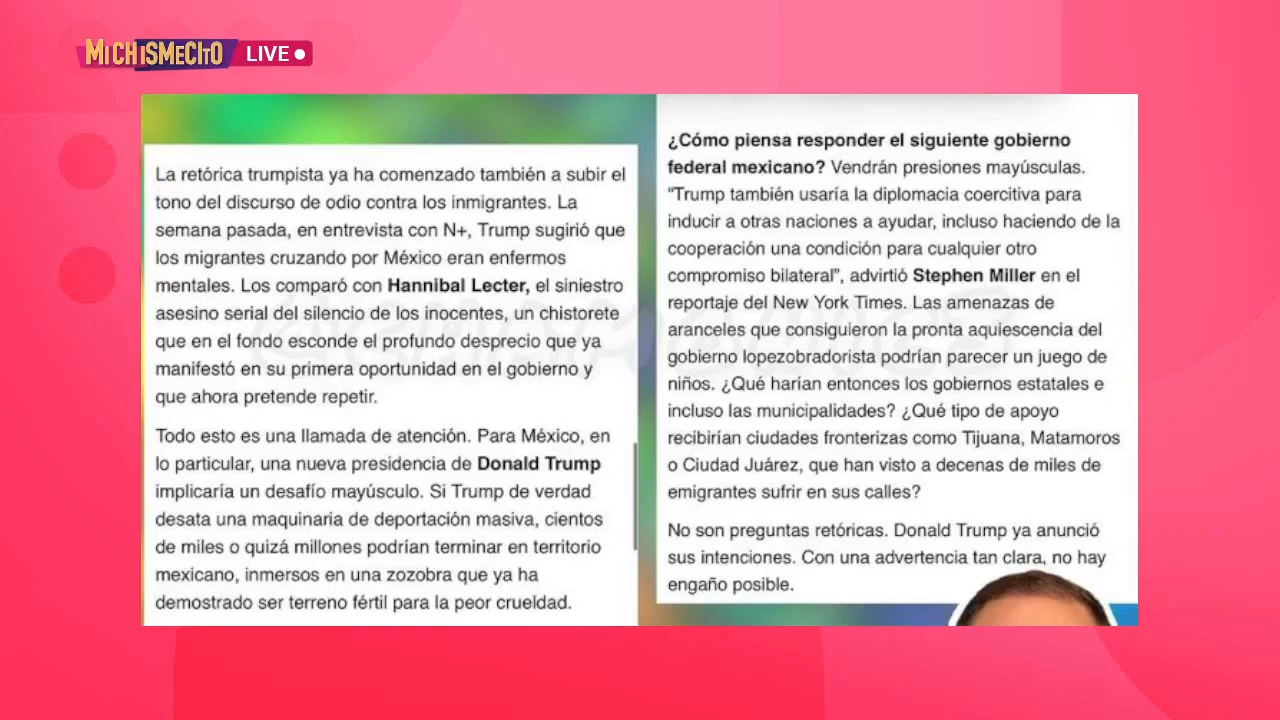 MICHISMECITO LIVE
La retórica trumpista ya ha comenzado también a subir el
tono del discurso de odio contra los inmigrantes. La
semana pasada, en entrevista con N+, Trump sugirió que
los migrantes cruzando por México eran enfermos
mentales. Los comparó con Hannibal Lecter, el siniestro
asesino serial del silencio de los inocentes, un chistorete
que en el fondo esconde el profundo desprecio que ya
manifestó en su primera oportunidad en el gobierno y
que ahora pretende repetir.
Todo esto es una llamada de atención. Para México, en
lo particular, una nueva presidencia de Donald Trump
implicaría un desafío mayúsculo. Si Trump de verdad
desata una maquinaria de deportación masiva, cientos
de miles o quizá millones podrían terminar en territorio
mexicano, inmersos en una zozobra que ya ha
demostrado ser terreno fértil para la peor crueldad.
¿Cómo piensa responder el siguiente gobierno
federal mexicano? Vendrán presiones mayúsculas.
"Trump también usaría la diplomacia coercitiva para
inducir a otras naciones a ayudar, incluso haciendo de la
cooperación una condición para cualquier otro
compromiso bilateral", advirtió Stephen Miller en el
reportaje del New York Times. Las amenazas de
aranceles que consiguieron la pronta aquiescencia del
gobierno lopezobradorista podrían parecer un juego de
niños. ¿Qué harían entonces los gobiernos estatales e
incluso las municipalidades? ¿Qué tipo de apoyo
recibirían ciudades fronterizas como Tijuana, Matamoros
o Ciudad Juárez, que han visto a decenas de miles de
emigrantes sufrir en sus calles?
No son preguntas retóricas. Donald Trump ya anunció
sus intenciones. Con una advertencia tan clara, no hay
engaño posible.